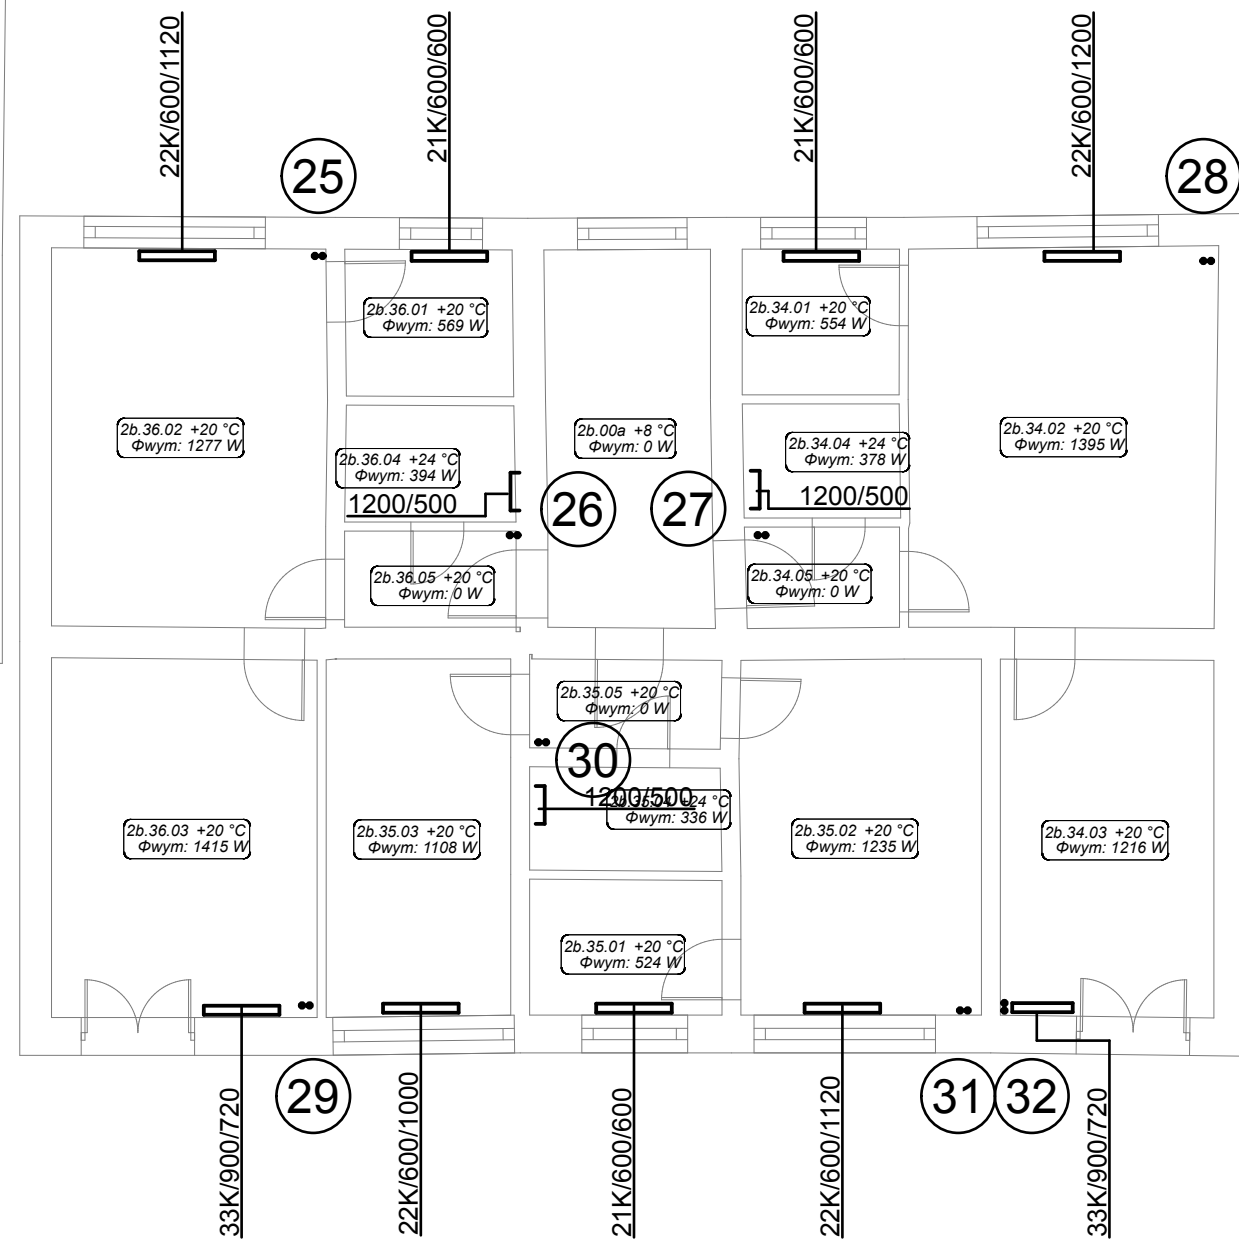 22K/600/1120
21K/600/600
21K/600/600
22K/600/1200
25
28
2b.36.01 +20 °C
Φwym: 569 W
2b.34.01 +20 °C
Φwym: 554 W
2b.36.02 +20 °C
Φwym: 1277 W
2b.00a +8 °C
Φwym: 0 W
2b.34.02 +20 °C
Φwym: 1395 W
2b.36.04 +24 °C
Φwym: 394 W
1200/500
2b.34.04 +24 °C
Φwym: 378 W
1200/500
26
27
2b.36.05 +20 °C
Φwym: 0 W
2b.34.05 +20 °C
Φwym: 0 W
2b.35.05 +20 °C
Φwym: 0 W
30
1200/500
2b.35.04 +24 °C
Φwym: 336 W
2b.36.03 +20 °C
Φwym: 1415 W
2b.35.03 +20 °C
Φwym: 1108 W
2b.35.02 +20 °C
Φwym: 1235 W
2b.34.03 +20 °C
Φwym: 1216 W
2b.35.01 +20 °C
Φwym: 524 W
29
31
32
33K/900/720
22K/600/1000
21K/600/600
22K/600/1120
33K/900/720